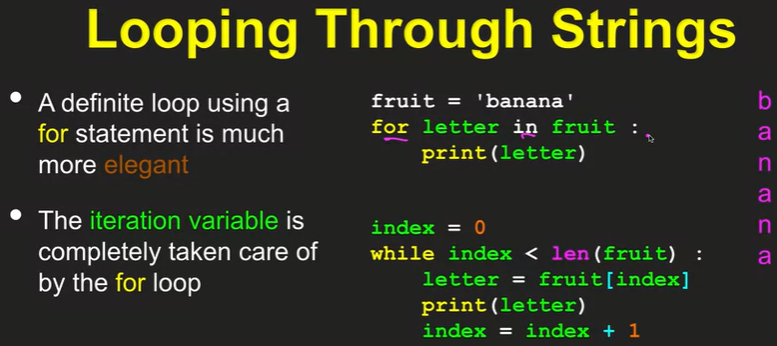 Looping Through Strings
• A definite loop using a
for statement is much
more elegant
• The iteration variable is
completely taken care of
by the for loop
fruit = 'banana'
for letter in fruit :
    print(letter)
index = 0
while index < len(fruit) :
    letter = fruit[index]
    print(letter)
    index = index + 1
b
a
n
a
n
a